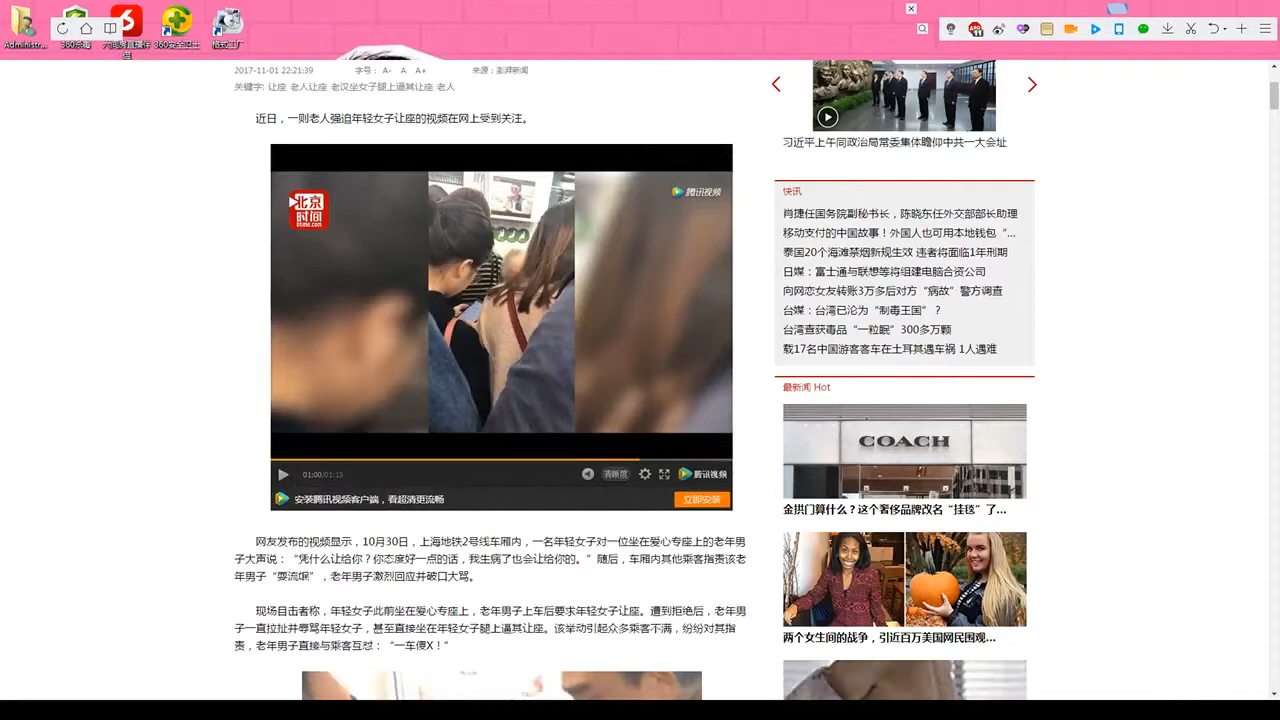 Administr...
360杀毒
六间房直播伴侣
360安全卫士
格式工厂
2017-11-01 22:21:39 字号： A- A A+ 来源：澎湃新闻
关键字: 让座 老人让座 老汉坐女子腿上逼其让座 老人
近日，一则老人强迫年轻女子让座的视频在网上受到关注。
北京
时间
btime.com
腾讯视频
01:00/01:15
清晰度
腾讯视频
安装腾讯视频客户端，看超清更流畅
立即安装
网友发布的视频显示，10月30日，上海地铁2号线车厢内，一名年轻女子对一位坐在爱心专座上的老年男
子大声说：“凭什么让给你？你态度好一点的话，我生病了也会让给你的。”随后，车厢内其他乘客指责该老
年男子“耍流氓”，老年男子激烈回应并破口大骂。
现场目击者称，年轻女子此前坐在爱心专座上，老年男子上车后要求年轻女子让座。遭到拒绝后，老年男
子一直拉扯并辱骂年轻女子，甚至直接坐在年轻女子腿上逼其让座。该举动引起众多乘客不满，纷纷对其指
责，老年男子直接与乘客互怼：“一车傻X！”
习近平上午同政治局常委集体瞻仰中共一大会址
快讯
肖捷任国务院副秘书长，陈晓东任外交部部长助理
移动支付的中国故事！外国人也可用本地钱包“...
泰国20个海滩禁烟新规生效 违者将面临1年刑期
日媒：富士通与联想等将组建电脑合资公司
向网恋女友转账3万多后对方“病故”警方调查
台媒：台湾已沦为“制毒王国”？
台湾查获毒品“一粒眠”300多万颗
载17名中国游客客车在土耳其遇车祸 1人遇难
最新闻 Hot
COACH
金拱门算什么？这个奢侈品牌改名“挂毯”了...
两个女生间的战争，引近百万美国网民围观...